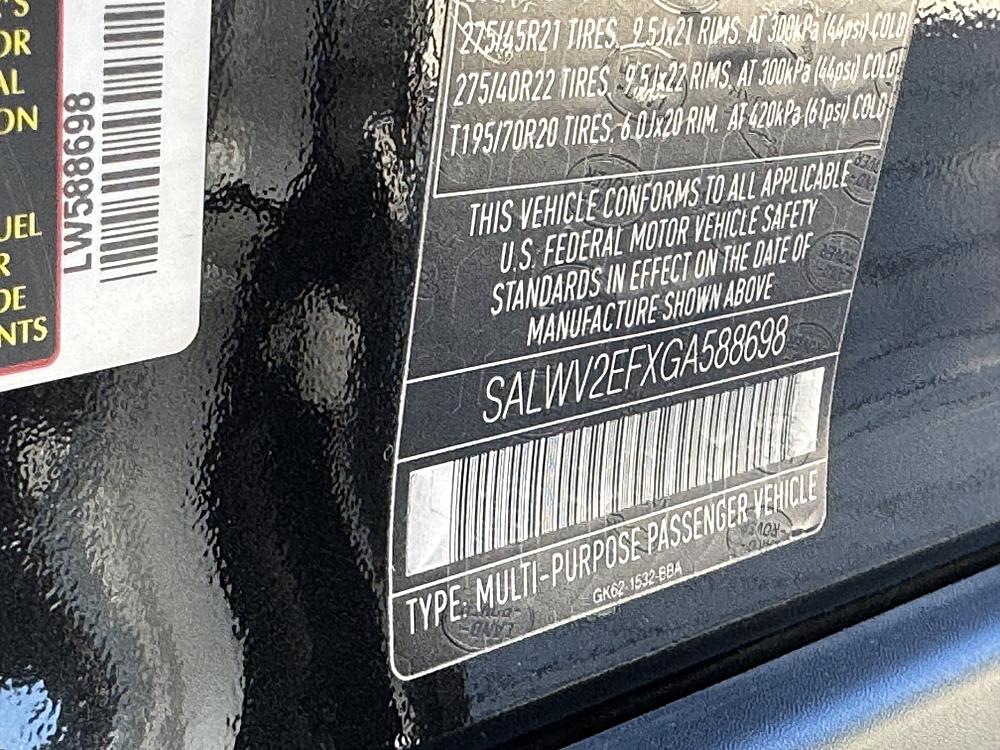 'S
OR
AL
ON
UEL
R
DE
NTS
LW588698
275/45R21 TIRES. 9.5Jx21 RIMS. AT 300kPa (44psi) COLD
275/40R22 TIRES. 9.5Jx22 RIMS. AT 300kPa (44psi) COLD
T195/70R20 TIRES. 6.0Jx20 RIM. AT 420kPa (61psi) COLD
THIS VEHICLE CONFORMS TO ALL APPLICABLE
U.S. FEDERAL MOTOR VEHICLE SAFETY
STANDARDS IN EFFECT ON THE DATE OF
MANUFACTURE SHOWN ABOVE
SALWV2EFXGA588698
TYPE: MULTI-PURPOSE PASSENGER VEHICLE
GK62-1532-BBA